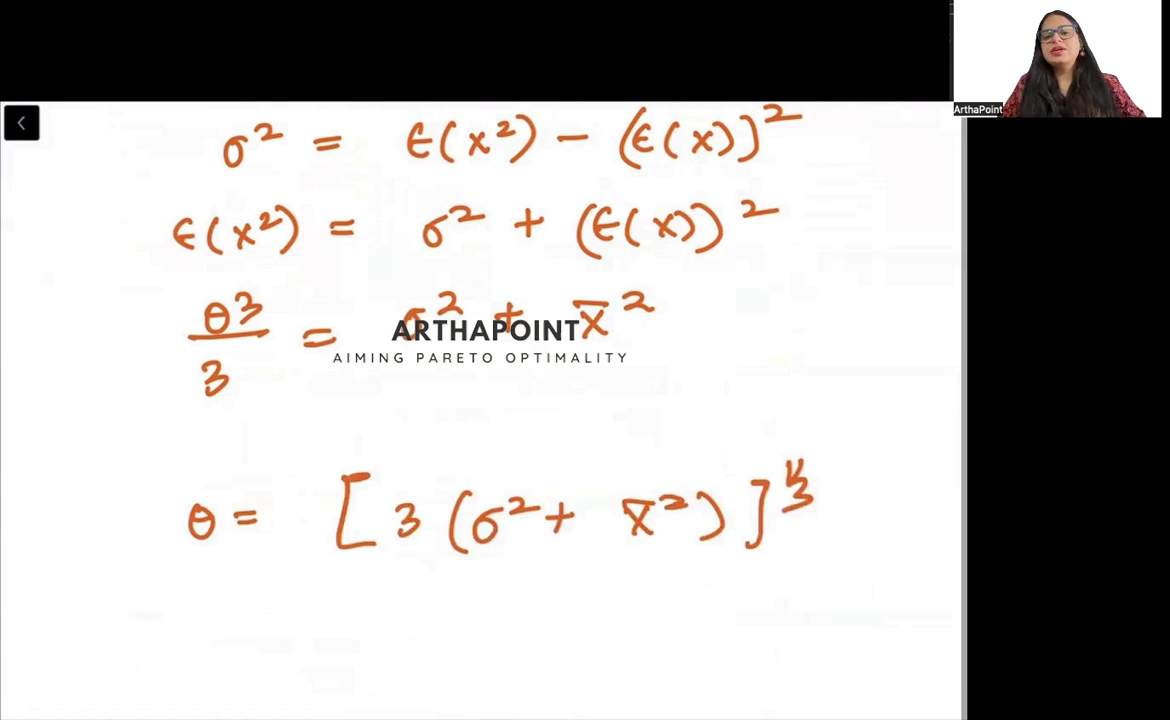 ArthaPoint
σ² = E(x²) - (E(x))²
E(x²) = σ² + (E(x))²
θ3/3 = σ² + x̄²
ARTHAPOINT
AIMING PARETO OPTIMALITY
θ = [3(σ² + x̄²)]^1/3